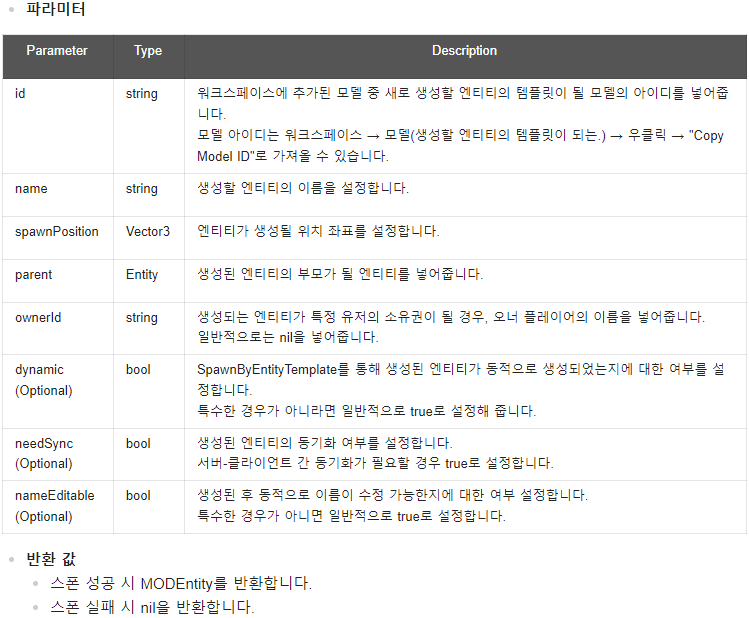 파라미터
Parameter Type Description
id string 워크스페이스에 추가된 모델 중 새로 생성할 엔티티의 템플릿이 될 모델의 아이디를 넣어줍
니다.
모델 아이디는 워크스페이스 → 모델(생성할 엔티티의 템플릿이 되는.) → 우클릭 → "Copy
Model ID"로 가져올 수 있습니다.
name string 생성할 엔티티의 이름을 설정합니다.
spawnPosition Vector3 엔티티가 생성될 위치 좌표를 설정합니다.
parent Entity 생성된 엔티티의 부모가 될 엔티티를 넣어줍니다.
ownerId string 생성되는 엔티티가 특정 유저의 소유권이 될 경우, 오너 플레이어의 이름을 넣어줍니다.
일반적으로는 nil을 넣어줍니다.
dynamic bool SpawnByEntityTemplate를 통해 생성된 엔티티가 동적으로 생성되었는지에 대한 여부를 설
(Optional) 정합니다.
특수한 경우가 아니라면 일반적으로 true로 설정해 줍니다.
needSync bool 생성된 엔티티의 동기화 여부를 설정합니다.
(Optional) 서버-클라이언트 간 동기화가 필요할 경우 true로 설정합니다.
nameEditable bool 생성된 후 동적으로 이름이 수정 가능한지에 대한 여부 설정합니다.
(Optional) 특수한 경우가 아니면 일반적으로 true로 설정합니다.
반환 값
스폰 성공 시 MODEntity를 반환합니다.
스폰 실패 시 nil을 반환합니다.